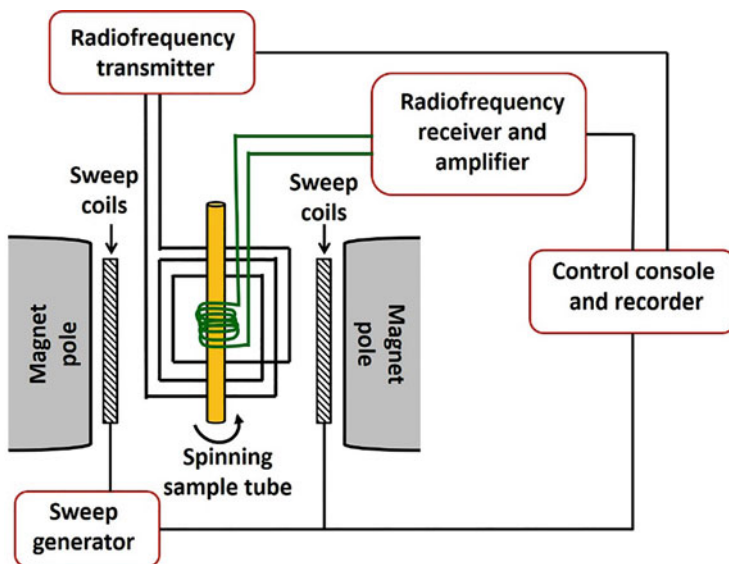 Radiofrequency
transmitter
Radiofrequency
receiver and
amplifier
Sweep
coils
Sweep
coils
Control console
and recorder
Magnet
pole
Magnet
pole
Spinning
sample tube
Sweep
generator